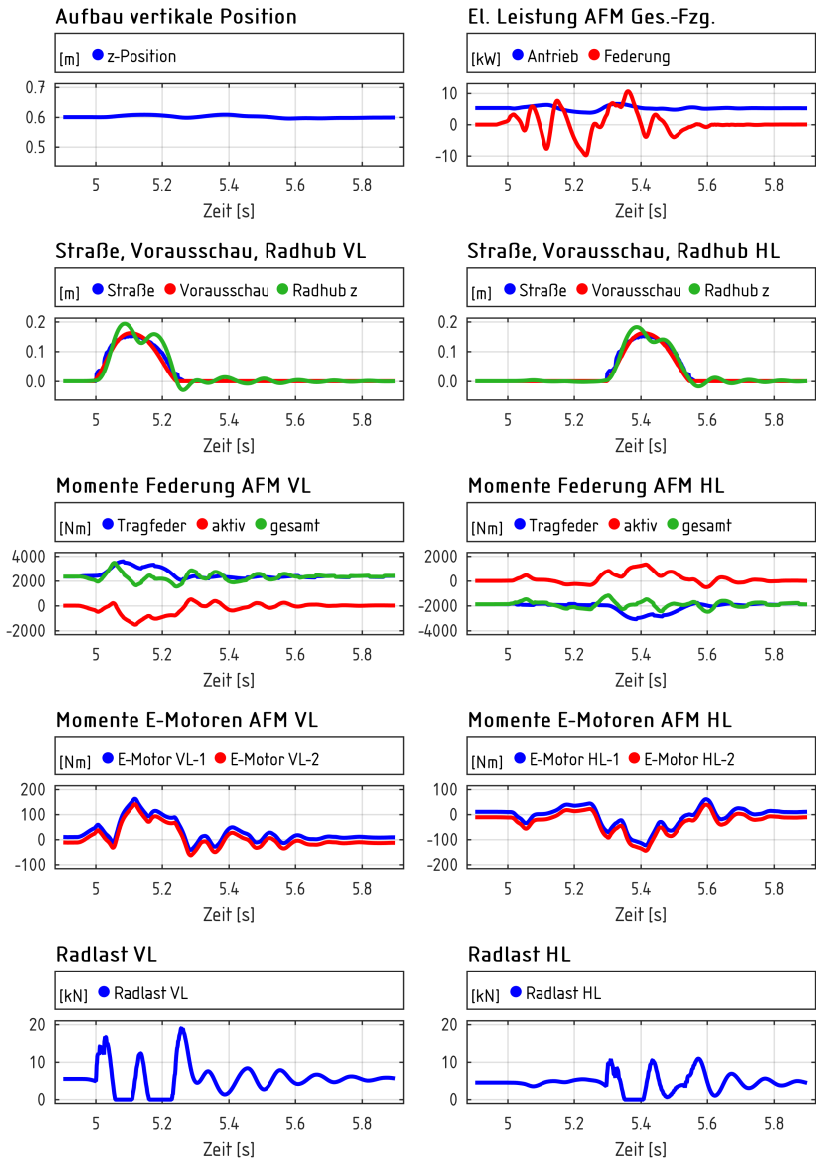 Aufbau vertikale Position
[m] z-Position
0.7
0.6
0.5
5 5.2 5.4 5.6 5.8
Zeit [s]
El. Leistung AFM Ges.-Fzg.
[kW] Antrieb Federung
10
0
-10
5 5.2 5.4 5.6 5.8
Zeit [s]
Straße, Vorausschau, Radhub VL
[m] Straße Vorausschau Radhub z
0.2
0.1
0.0
5 5.2 5.4 5.6 5.8
Zeit [s]
Straße, Vorausschau, Radhub HL
[m] Straße Vorausschau Radhub z
0.2
0.1
0.0
5 5.2 5.4 5.6 5.8
Zeit [s]
Momente Federung AFM VL
[Nm] Tragfeder aktiv gesamt
4000
2000
0
-2000
5 5.2 5.4 5.6 5.8
Zeit [s]
Momente Federung AFM HL
[Nm] Tragfeder aktiv gesamt
2000
0
-2000
-4000
5 5.2 5.4 5.6 5.8
Zeit [s]
Momente E-Motoren AFM VL
[Nm] E-Motor VL-1 E-Motor VL-2
200
100
0
-100
5 5.2 5.4 5.6 5.8
Zeit [s]
Momente E-Motoren AFM HL
[Nm] E-Motor HL-1 E-Motor HL-2
100
0
-100
-200
5 5.2 5.4 5.6 5.8
Zeit [s]
Radlast VL
[kN] Radlast VL
20
10
0
5 5.2 5.4 5.6 5.8
Zeit [s]
Radlast HL
[kN] Radlast HL
20
10
0
5 5.2 5.4 5.6 5.8
Zeit [s]